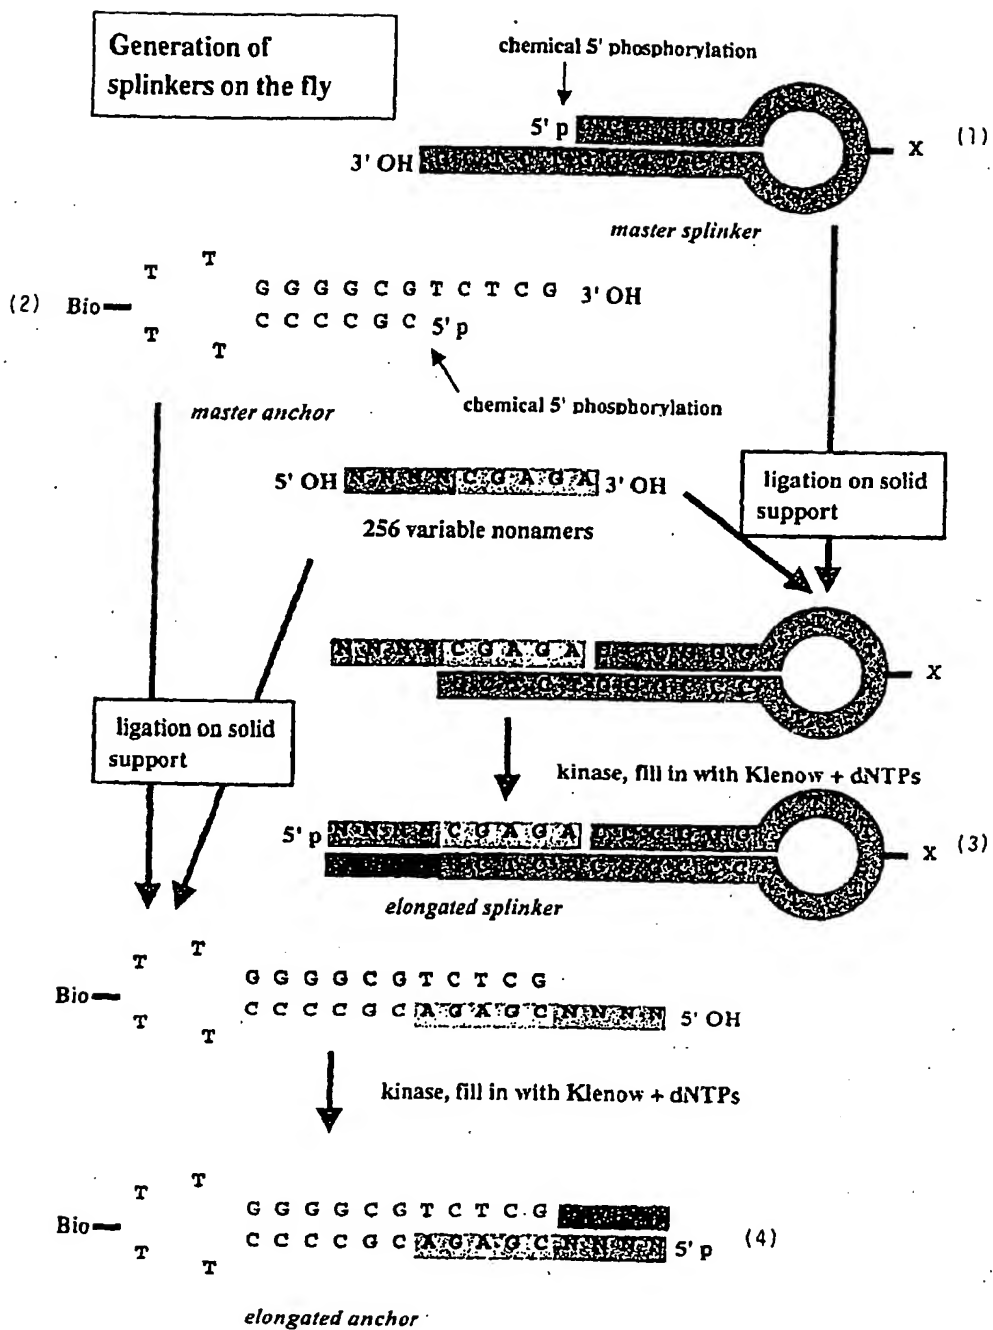 Generation of
splinkers on the fly
chemical 5' phosphorylation
5' p
3' OH
X
(1)
master splinker
T T
(2) Bio
G G G G C G T C T C G 3' OH
C C C C G C 5' p
T T
chemical 5' phosphorylation
master anchor
5' OH N N N N C G A G A 3' OH
256 variable nonamers
ligation on solid
support
N N N N C G A G A
X
ligation on solid
support
kinase, fill in with Klenow + dNTPs
5' p N N N N C G A G A
X (3)
elongated splinker
T T
G G G G C G T C T C G
Bio
C C C C G C A G A G C N N N N 5' OH
T T
kinase, fill in with Klenow + dNTPs
T T
G G G G C G T C T C G
Bio
C C C C G C A G A G C N N N N 5' p (4)
T T
elongated anchor